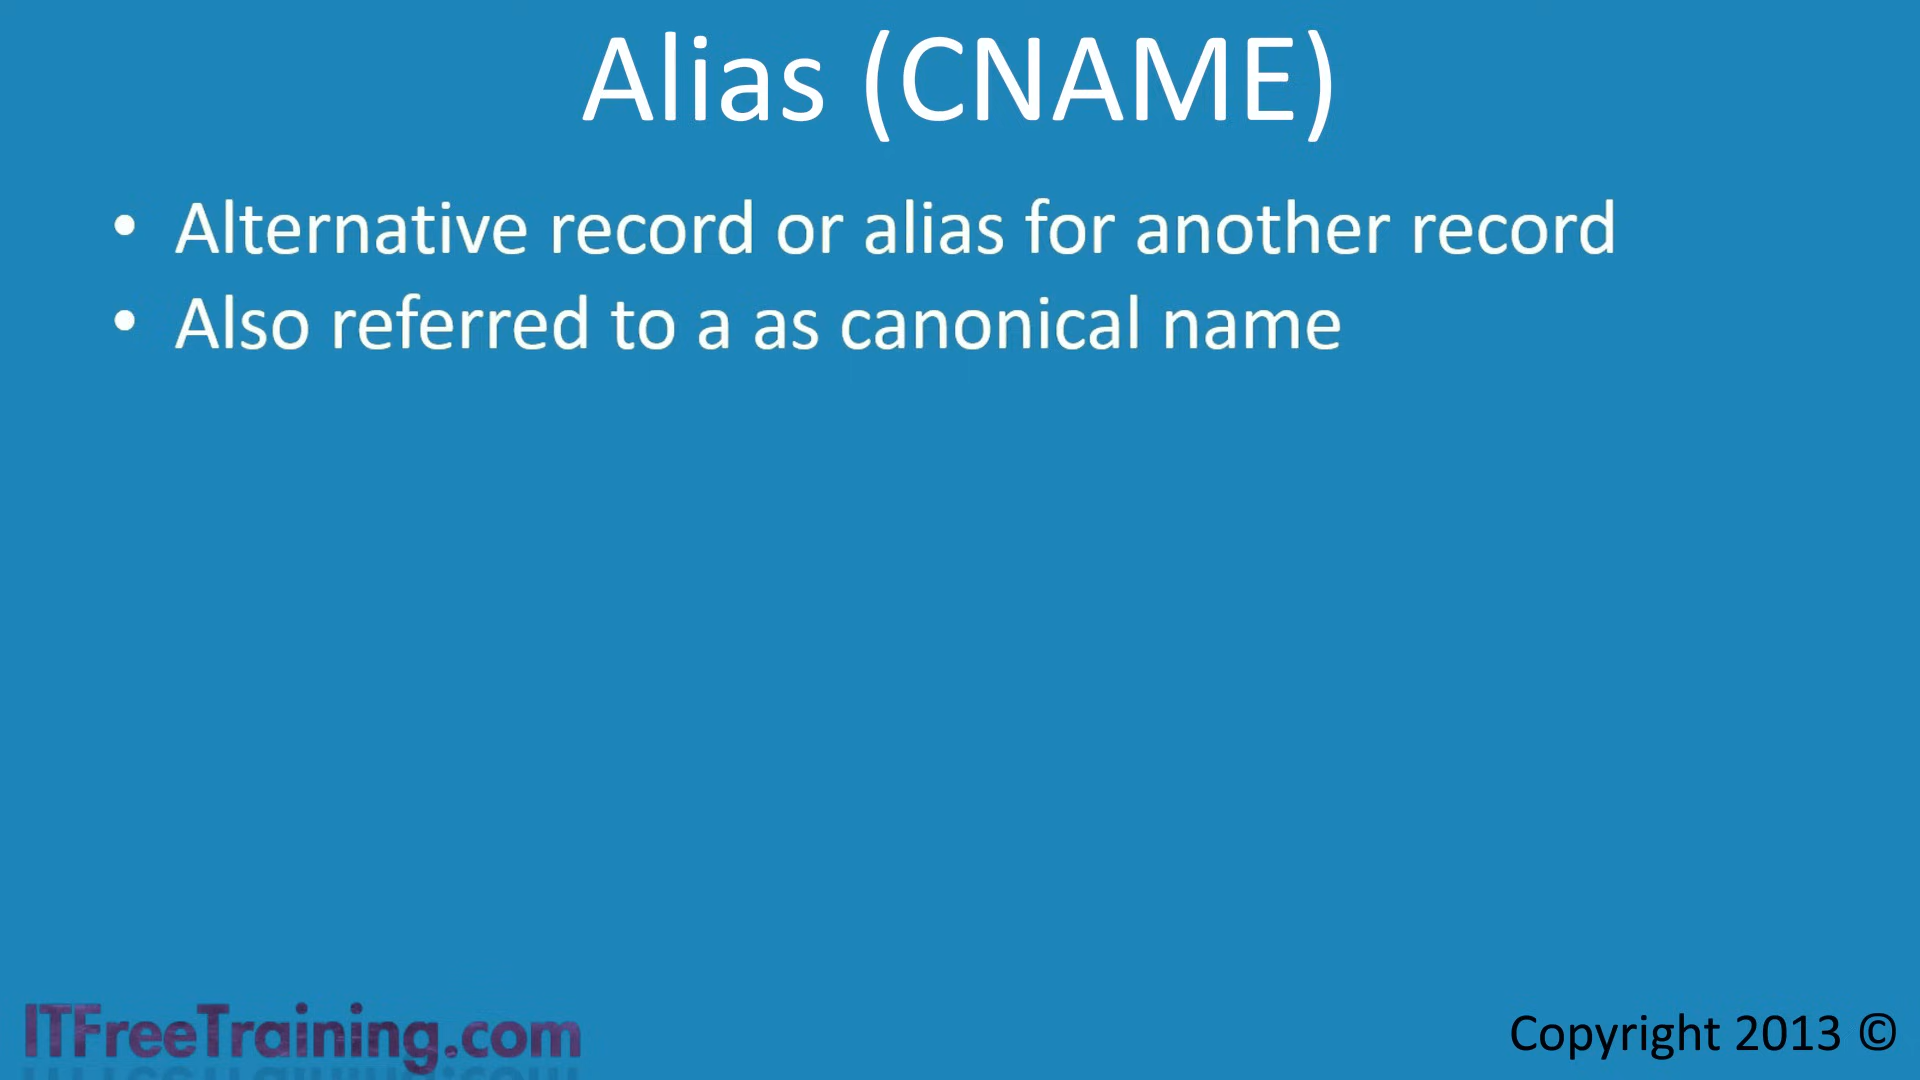 Alias (CNAME)
• Alternative record or alias for another record
• Also referred to a as canonical name
ITFreeTraining.com
Copyright 2013 ©